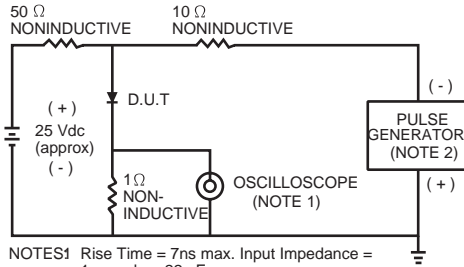 50 Ω
NONINDUCTIVE
10 Ω
NONINDUCTIVE
(+)
25 Vdc
(approx)
(-)
D.U.T
1Ω
NON-
INDUCTIVE
OSCILLOSCOPE
(NOTE 1)
(-)
PULSE
GENERATOR
(NOTE 2)
(+)
NOTES1 Rise Time = 7ns max. Input Impedance =